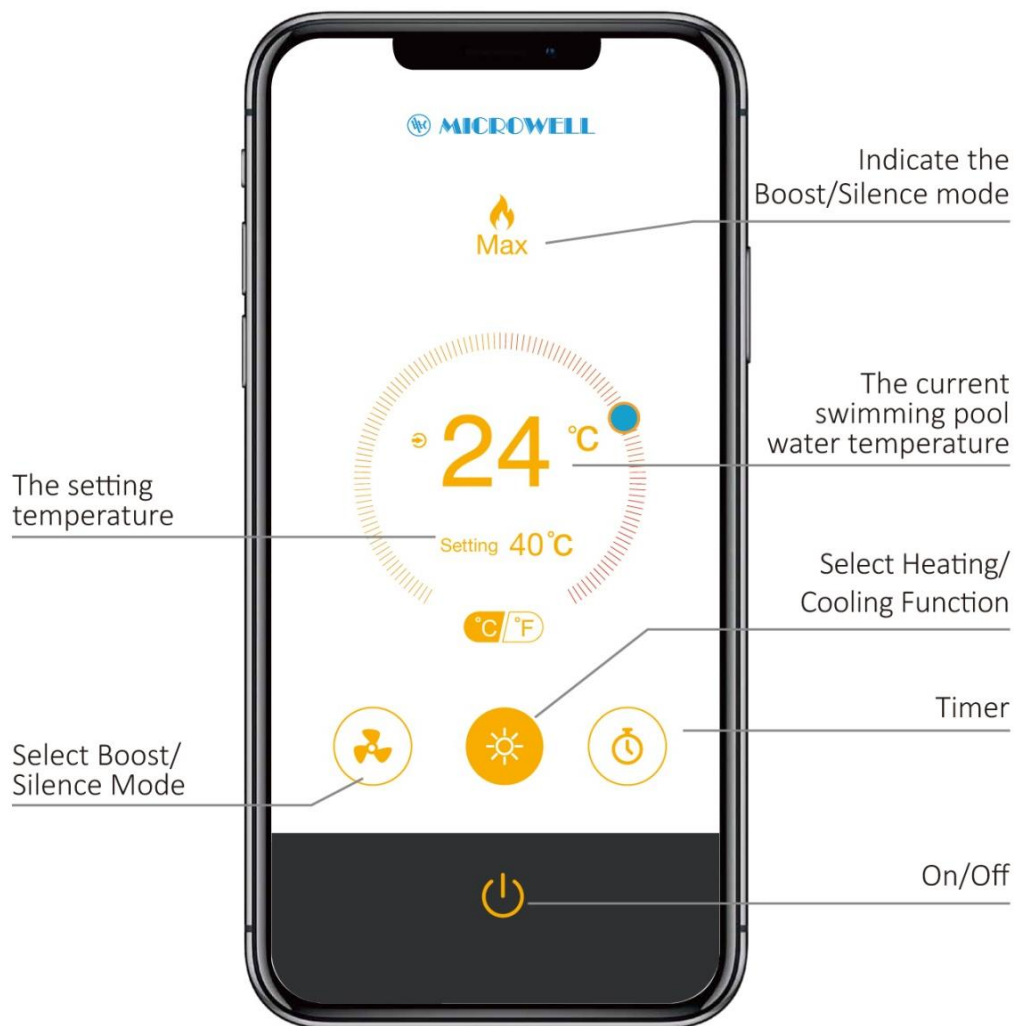 MICROWELL
Indicate the
Boost/Silence mode
Max
The current
swimming pool
water temperature
24 °C
The setting
temperature
Setting 40°C
Select Heating/
Cooling Function
°C/°F
Timer
Select Boost/
Silence Mode
On/Off